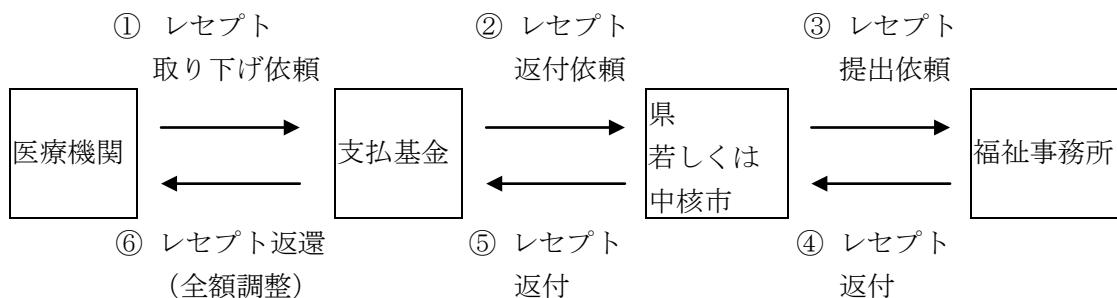 ① レセプト
取り下げ依頼
② レセプト
返付依頼
③ レセプト
提出依頼
医療機関
支払基金
県
若しくは
中核市
福祉事務所
⑥ レセプト返還
（全額調整）
⑤ レセプト
返付
④ レセプト
返付